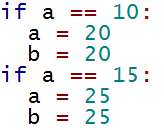 if a == 10:
  a = 20
  b = 20
if a == 15:
  a = 25
  b = 25